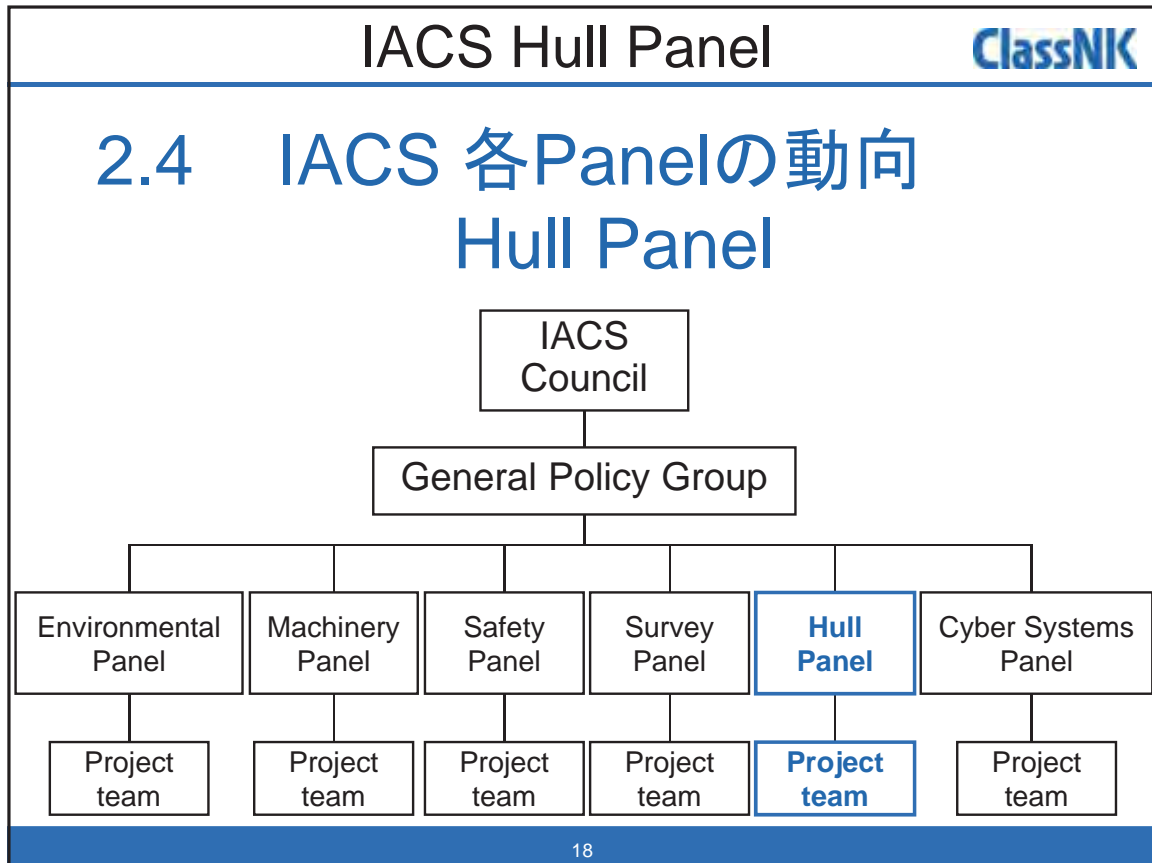 IACS Hull Panel
ClassNK
2.4 IACS 各Panelの動向
Hull Panel
IACS
Council
General Policy Group
Environmental
Panel
Machinery
Panel
Safety
Panel
Survey
Panel
Hull
Panel
Cyber Systems
Panel
Project
team
Project
team
Project
team
Project
team
Project
team
Project
team
18